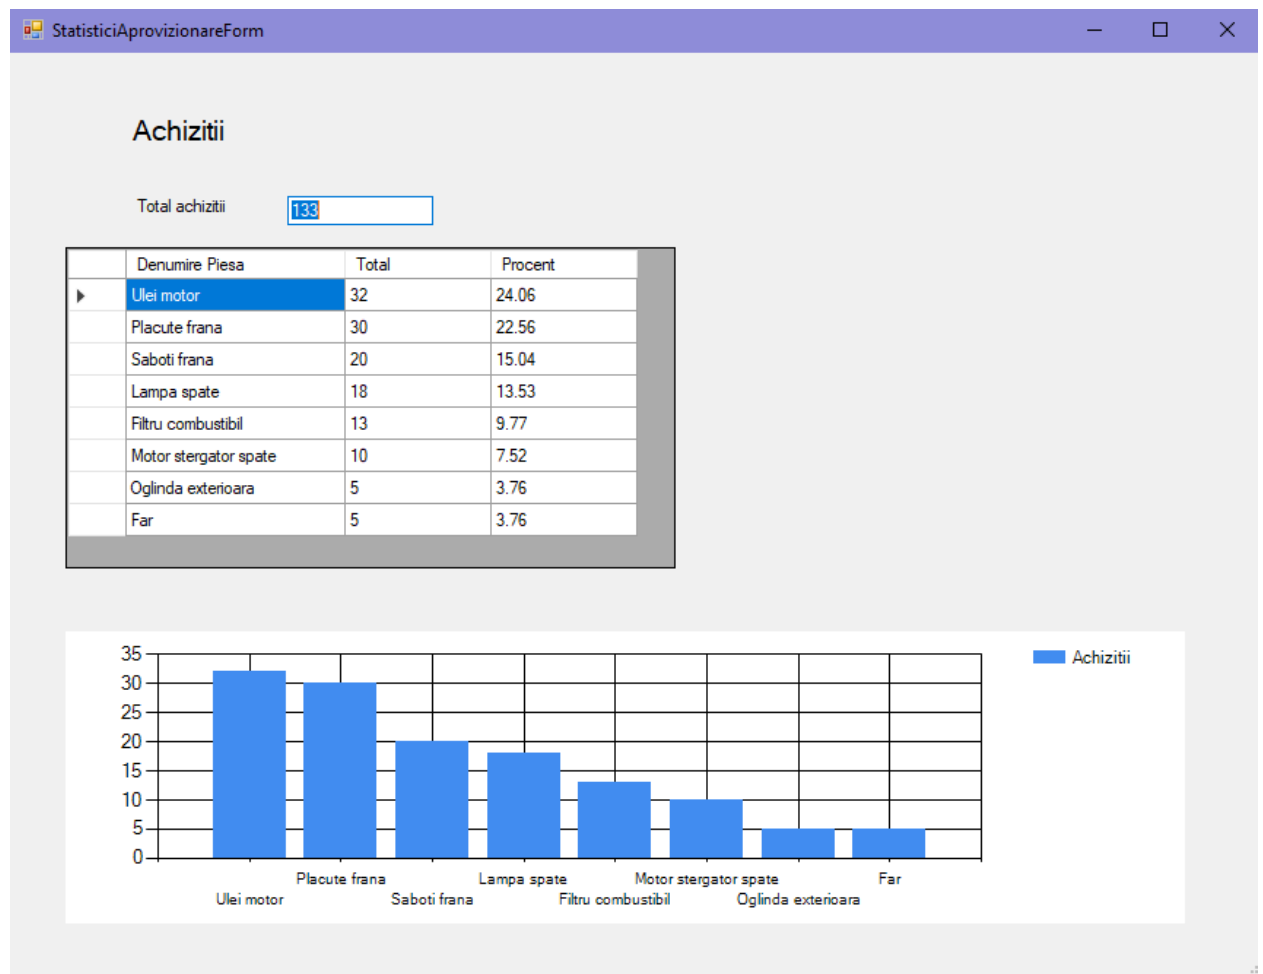 StatisticiAprovizionareForm
Achizitii
Total achizitii 133
Denumire Piesa Total Procent
Ulei motor 32 24.06
Placute frana 30 22.56
Saboti frana 20 15.04
Lampa spate 18 13.53
Filtru combustibil 13 9.77
Motor stergator spate 10 7.52
Oglinda exterioara 5 3.76
Far 5 3.76
35
30
25
20
15
10
5
0
Achizitii
Placute frana Lampa spate Motor stergator spate Far
Ulei motor Saboti frana Filtru combustibil Oglinda exterioara